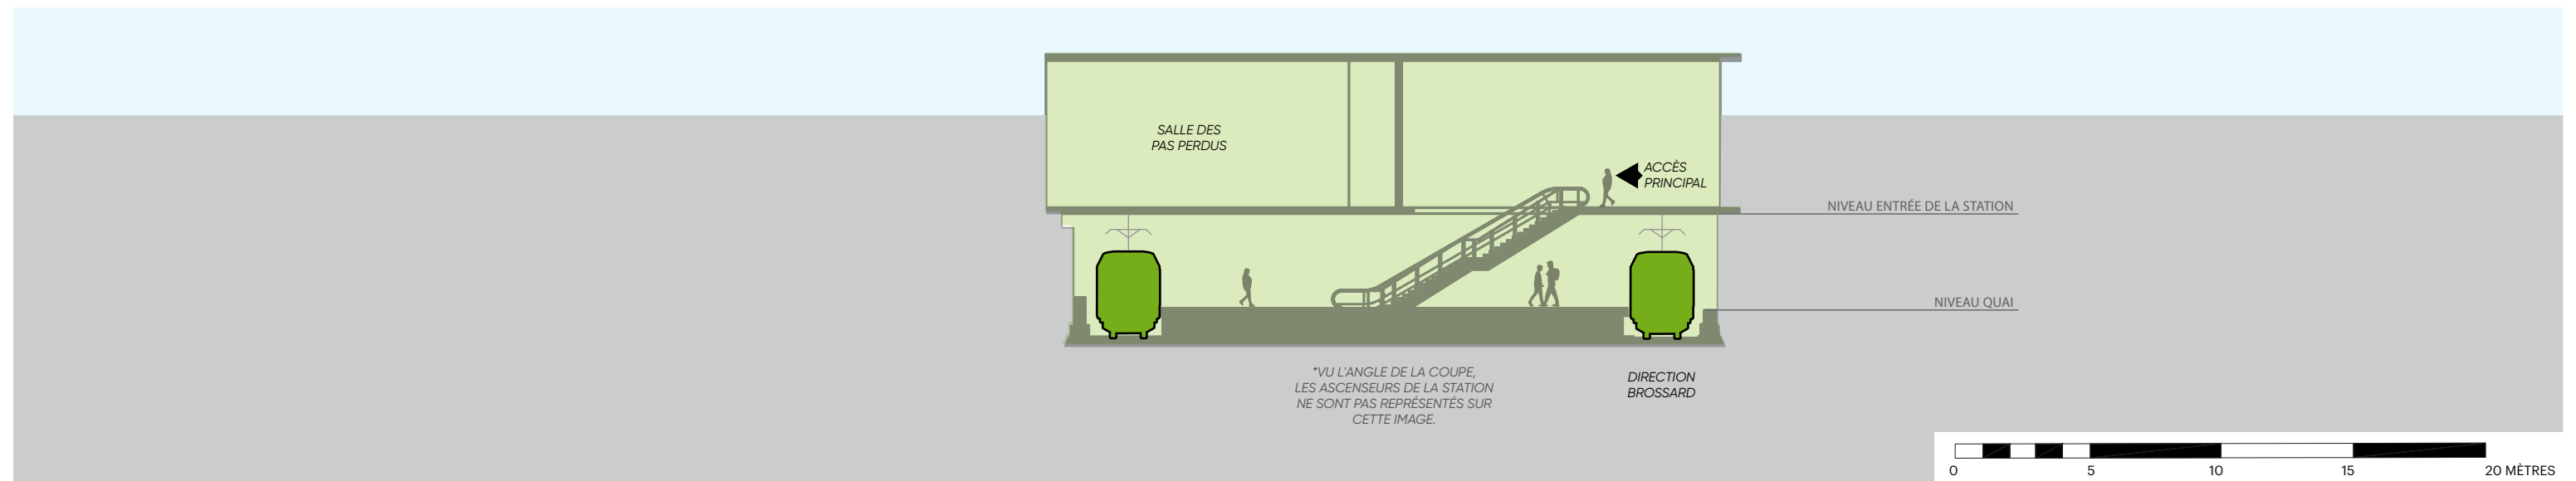 SALLE DES
PAS PERDUS
ACCÈS
PRINCIPAL
NIVEAU ENTRÉE DE LA STATION
NIVEAU QUAI
*VU L'ANGLE DE LA COUPE,
LES ASCENSEURS DE LA STATION
NE SONT PAS REPRÉSENTÉS SUR
CETTE IMAGE.
DIRECTION
BROSSARD
0 5 10 15 20 MÈTRES